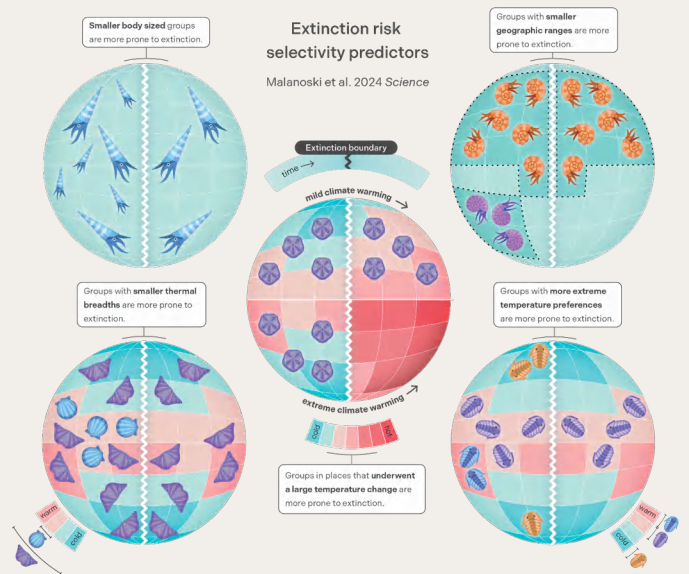 Extinction risk
selectivity predictors
Malanoski et al. 2024 Science
Smaller body sized groups
are more prone to extinction.
Groups with smaller
geographic ranges are more
prone to extinction.
Extinction boundary
time →
mild climate warming →
extreme climate warming →
cold
hot
Groups in places that underwent
a large temperature change are
more prone to extinction.
Groups with smaller thermal
breadths are more prone to
extinction.
warm
cold
Groups with more extreme
temperature preferences
are more prone to extinction.
warm
cold